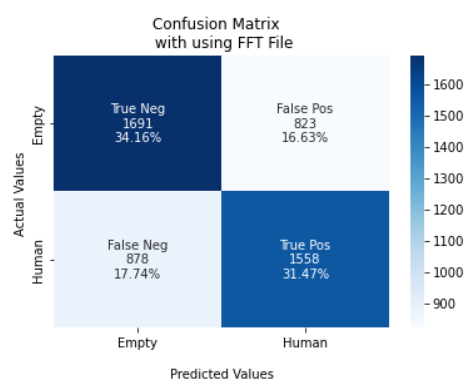 Confusion Matrix
with using FFT File
True Neg
1691
34.16%
False Pos
823
16.63%
False Neg
878
17.74%
True Pos
1558
31.47%
Empty
Human
Actual Values
Empty
Human
Predicted Values
1600
1500
1400
1300
1200
1100
1000
900